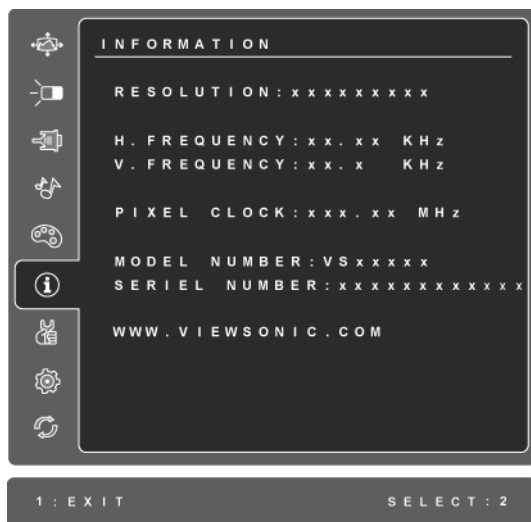 INFORMATION
RESOLUTION:xxxxxxxxx
H. FREQUENCY:xx.xx KHz
V. FREQUENCY:xx.x KHz
PIXEL CLOCK:xxx.xx MHz
MODEL NUMBER:VSxxxxx
SERIEL NUMBER:xxxxxxxxxxxx
WWW.VIEWSONIC.COM
1:EXIT SELECT:2